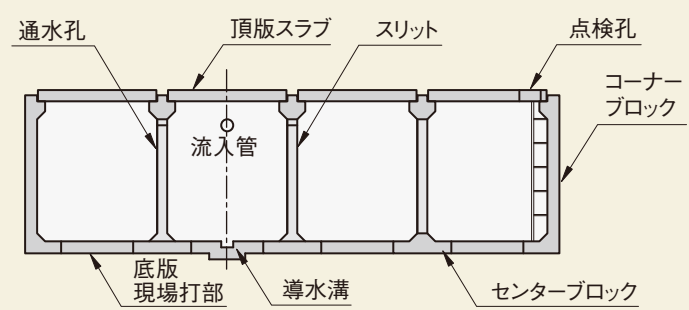 通水孔
頂版スラブ
スリット
点検孔
コーナー
ブロック
流入管
底版
現場打部
導水溝
センターブロック